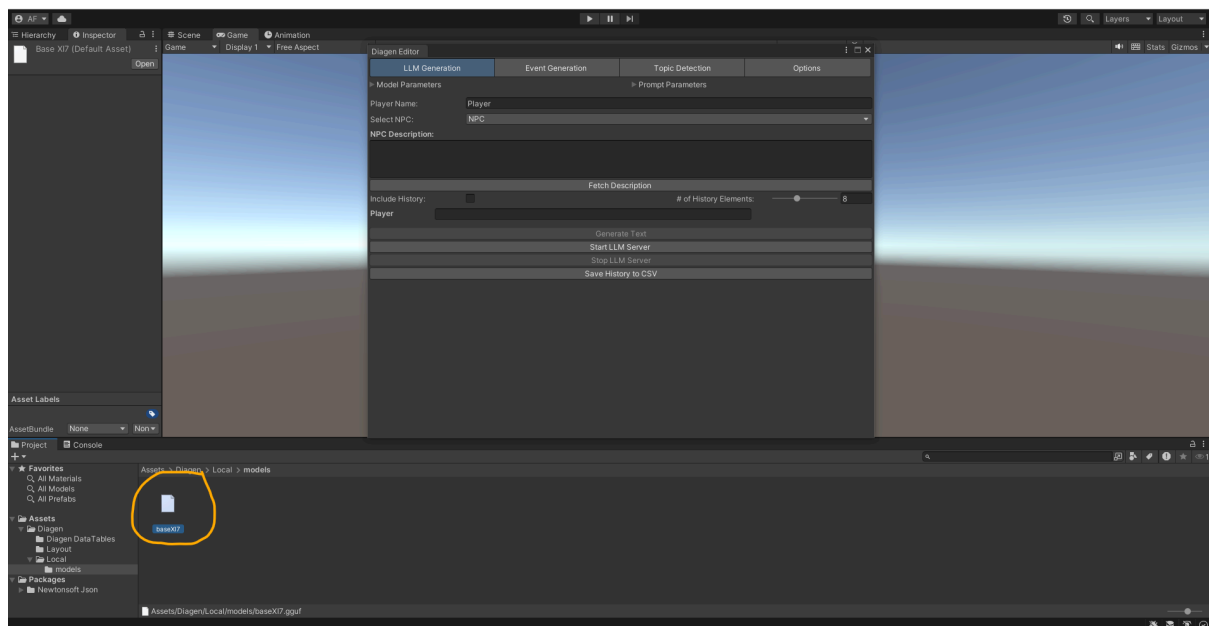 AF
Layers
Layout
Hierarchy
Inspector
Scene
Game
Animation
Base Xl7 (Default Asset)
Open
Game
Display 1
Free Aspect
Stats
Gizmos
Diagen Editor
LLM Generation
Event Generation
Topic Detection
Options
Model Parameters
Prompt Parameters
Player Name:
Player
Select NPC:
NPC
NPC Description:
Fetch Description
Include History:
# of History Elements:
8
Player
Generate Text
Start LLM Server
Stop LLM Server
Save History to CSV
Asset Labels
AssetBundle
None
Non
Project
Console
Favorites
All Materials
All Models
All Prefabs
Assets
Diagen
Diagen DataTables
Layout
Local
models
Packages
Newtonsoft Json
Assets > Diagen > Local > models
baseXl7
Assets/Diagen/Local/models/baseXl7.gguf